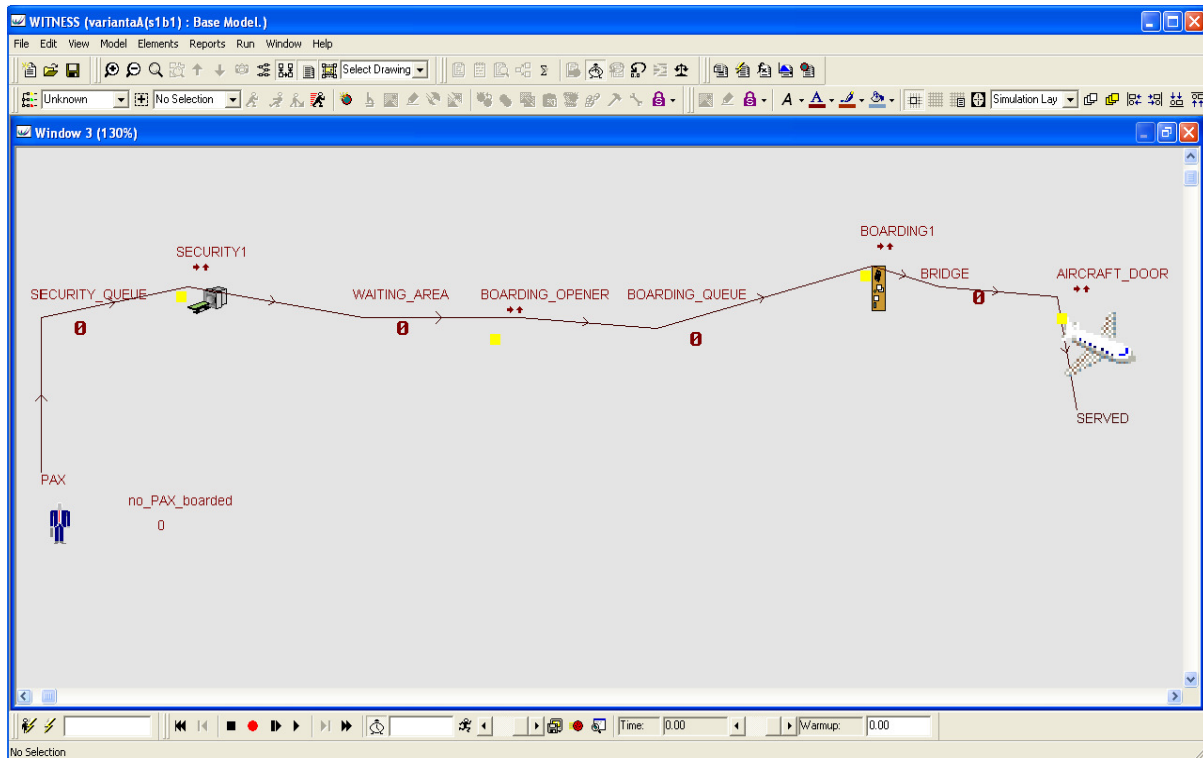 WITNESS (variantaA(s1b1) : Base Model.)
File Edit View Model Elements Reports Run Window Help
Select Drawing
Unknown No Selection A A Simulation Lay
Window 3 (130%)
BOARDING1
SECURITY1
BRIDGE AIRCRAFT_DOOR
SECURITY_QUEUE WAITING_AREA BOARDING_OPENER BOARDING_QUEUE
0
0 0 0
SERVED
PAX
no_PAX_boarded
0
Time: 0.00 Warmup: 0.00
No Selection